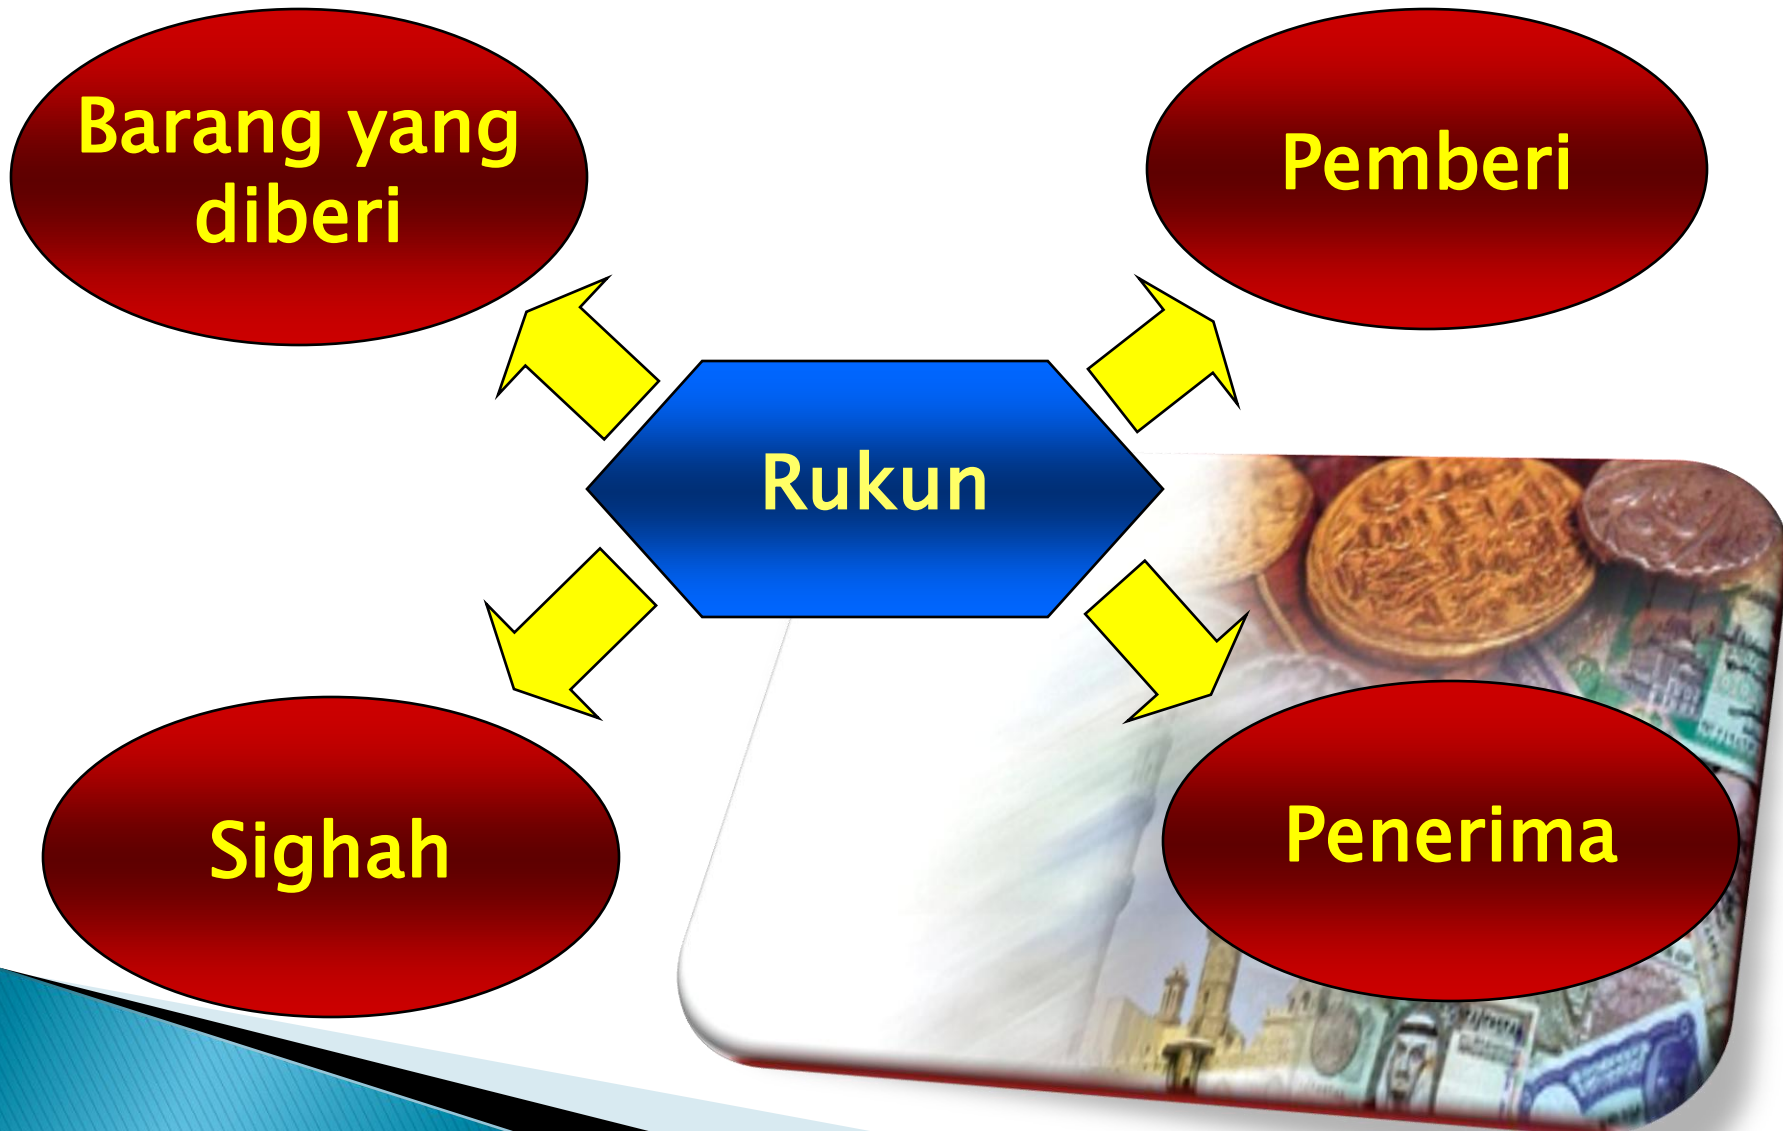 Barang yang
diberi
Pemberi
Rukun
Sighah
Penerima